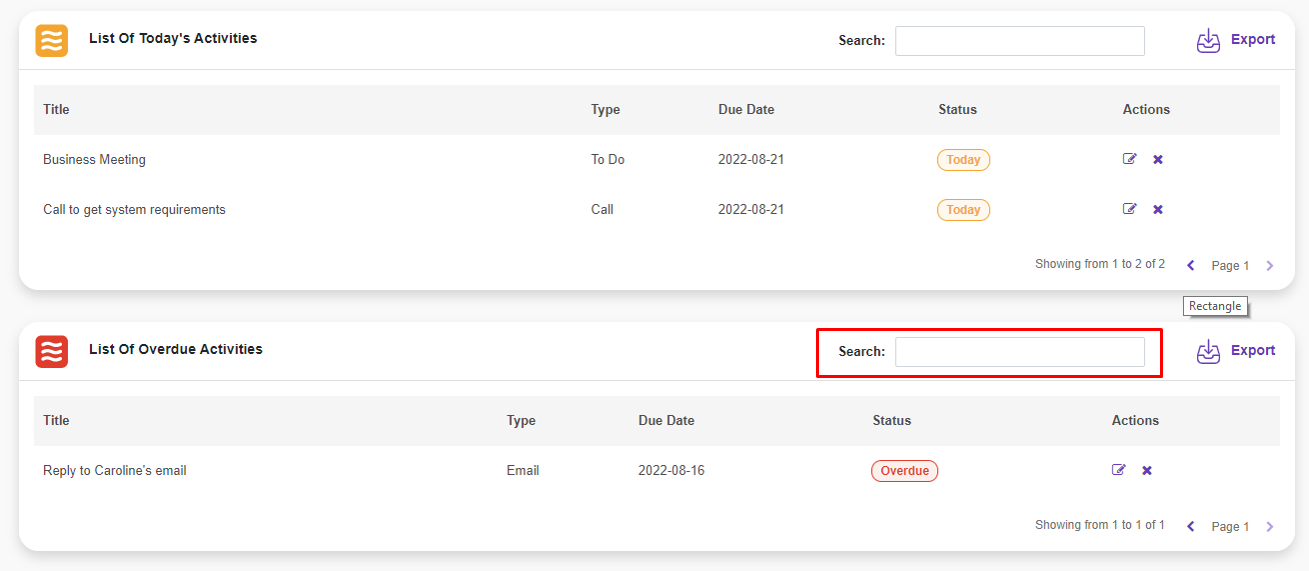 List Of Today's Activities
Search:
Export
Title Type Due Date Status Actions
Business Meeting To Do 2022-08-21 Today
Call to get system requirements Call 2022-08-21 Today
Showing from 1 to 2 of 2 Page 1
Rectangle
List Of Overdue Activities
Search:
Export
Title Type Due Date Status Actions
Reply to Caroline's email Email 2022-08-16 Overdue
Showing from 1 to 1 of 1 Page 1